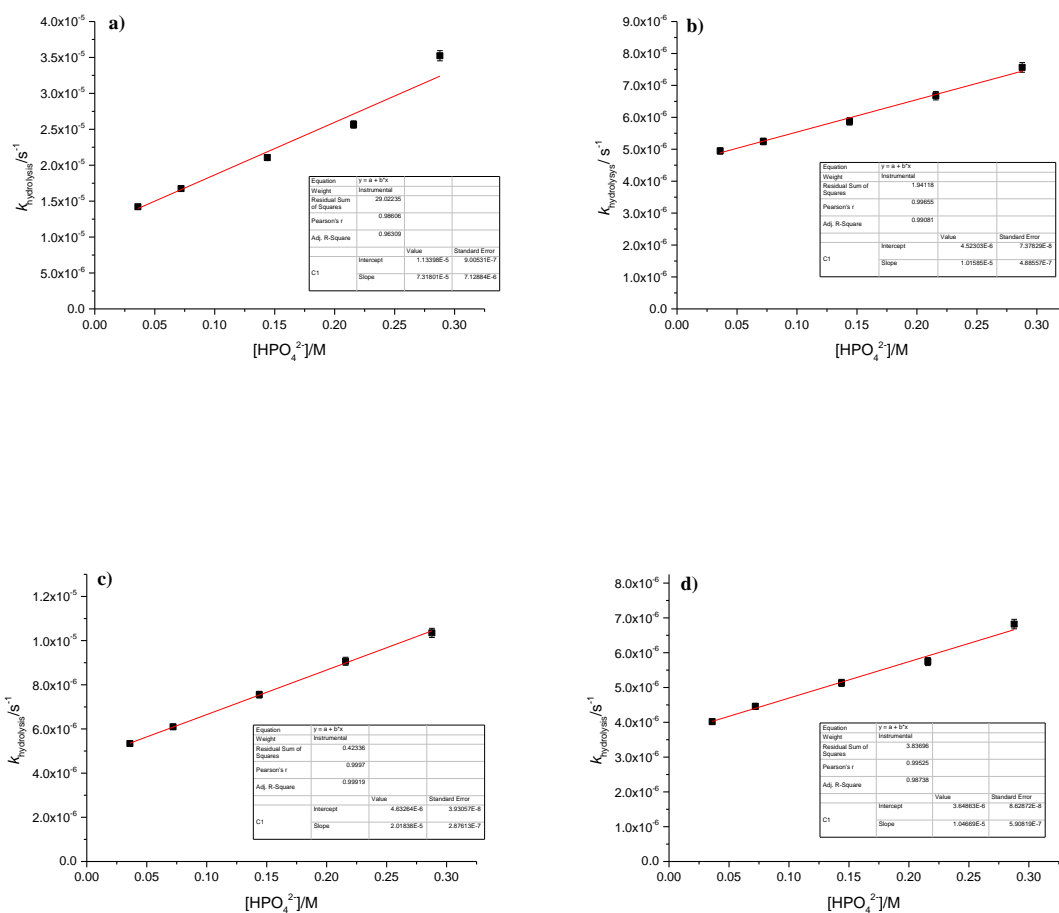 a)
4.0x10-5
3.5x10-5
3.0x10-5
2.5x10-5
2.0x10-5
1.5x10-5
1.0x10-5
5.0x10-6
0.0
khydrolysis/s-1
0.00 0.05 0.10 0.15 0.20 0.25 0.30
[HPO42-]/M
Equation y = a + b*x
Weight Instrumental
Residual Sum of Squares 29.02235
Pearson's r 0.98606
Adj. R-Square 0.96309
Value Standard Error
C1 Intercept 1.13398E-5 9.00531E-7
Slope 7.31801E-5 7.12884E-6
b)
9.0x10-6
8.0x10-6
7.0x10-6
6.0x10-6
5.0x10-6
4.0x10-6
3.0x10-6
2.0x10-6
1.0x10-6
0.0
khydrolysys/ s-1
0.00 0.05 0.10 0.15 0.20 0.25 0.30
[HPO42-]/M
Equation y = a + b*x
Weight Instrumental
Residual Sum of Squares 1.94118
Pearson's r 0.99655
Adj. R-Square 0.99081
Value Standard Error
C1 Intercept 4.52303E-6 7.37829E-8
Slope 1.01585E-5 4.88557E-7
c)
1.2x10-5
1.0x10-5
8.0x10-6
6.0x10-6
4.0x10-6
2.0x10-6
0.0
khydrolysis/s-1
0.00 0.05 0.10 0.15 0.20 0.25 0.30
[HPO42-]/M
Equation y = a + b*x
Weight Instrumental
Residual Sum of Squares 0.42336
Pearson's r 0.9997
Adj. R-Square 0.99919
Value Standard Error
C1 Intercept 4.63264E-6 3.93057E-8
Slope 2.01838E-5 2.87613E-7
d)
8.0x10-6
7.0x10-6
6.0x10-6
5.0x10-6
4.0x10-6
3.0x10-6
2.0x10-6
1.0x10-6
0.0
khydrolysis/s-1
0.00 0.05 0.10 0.15 0.20 0.25 0.30
[HPO42-]/M
Equation y = a + b*x
Weight Instrumental
Residual Sum of Squares 3.83696
Pearson's r 0.99525
Adj. R-Square 0.98738
Value Standard Error
C1 Intercept 3.64863E-6 8.62872E-8
Slope 1.04669E-5 5.90819E-7